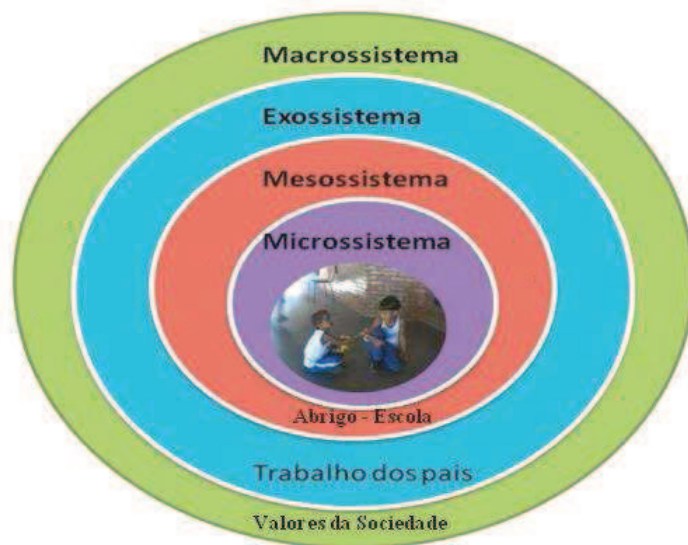 Macrossistema
Exossistema
Mesossistema
Microssistema
Abrigo - Escola
Trabalho dos pais
Valores da Sociedade